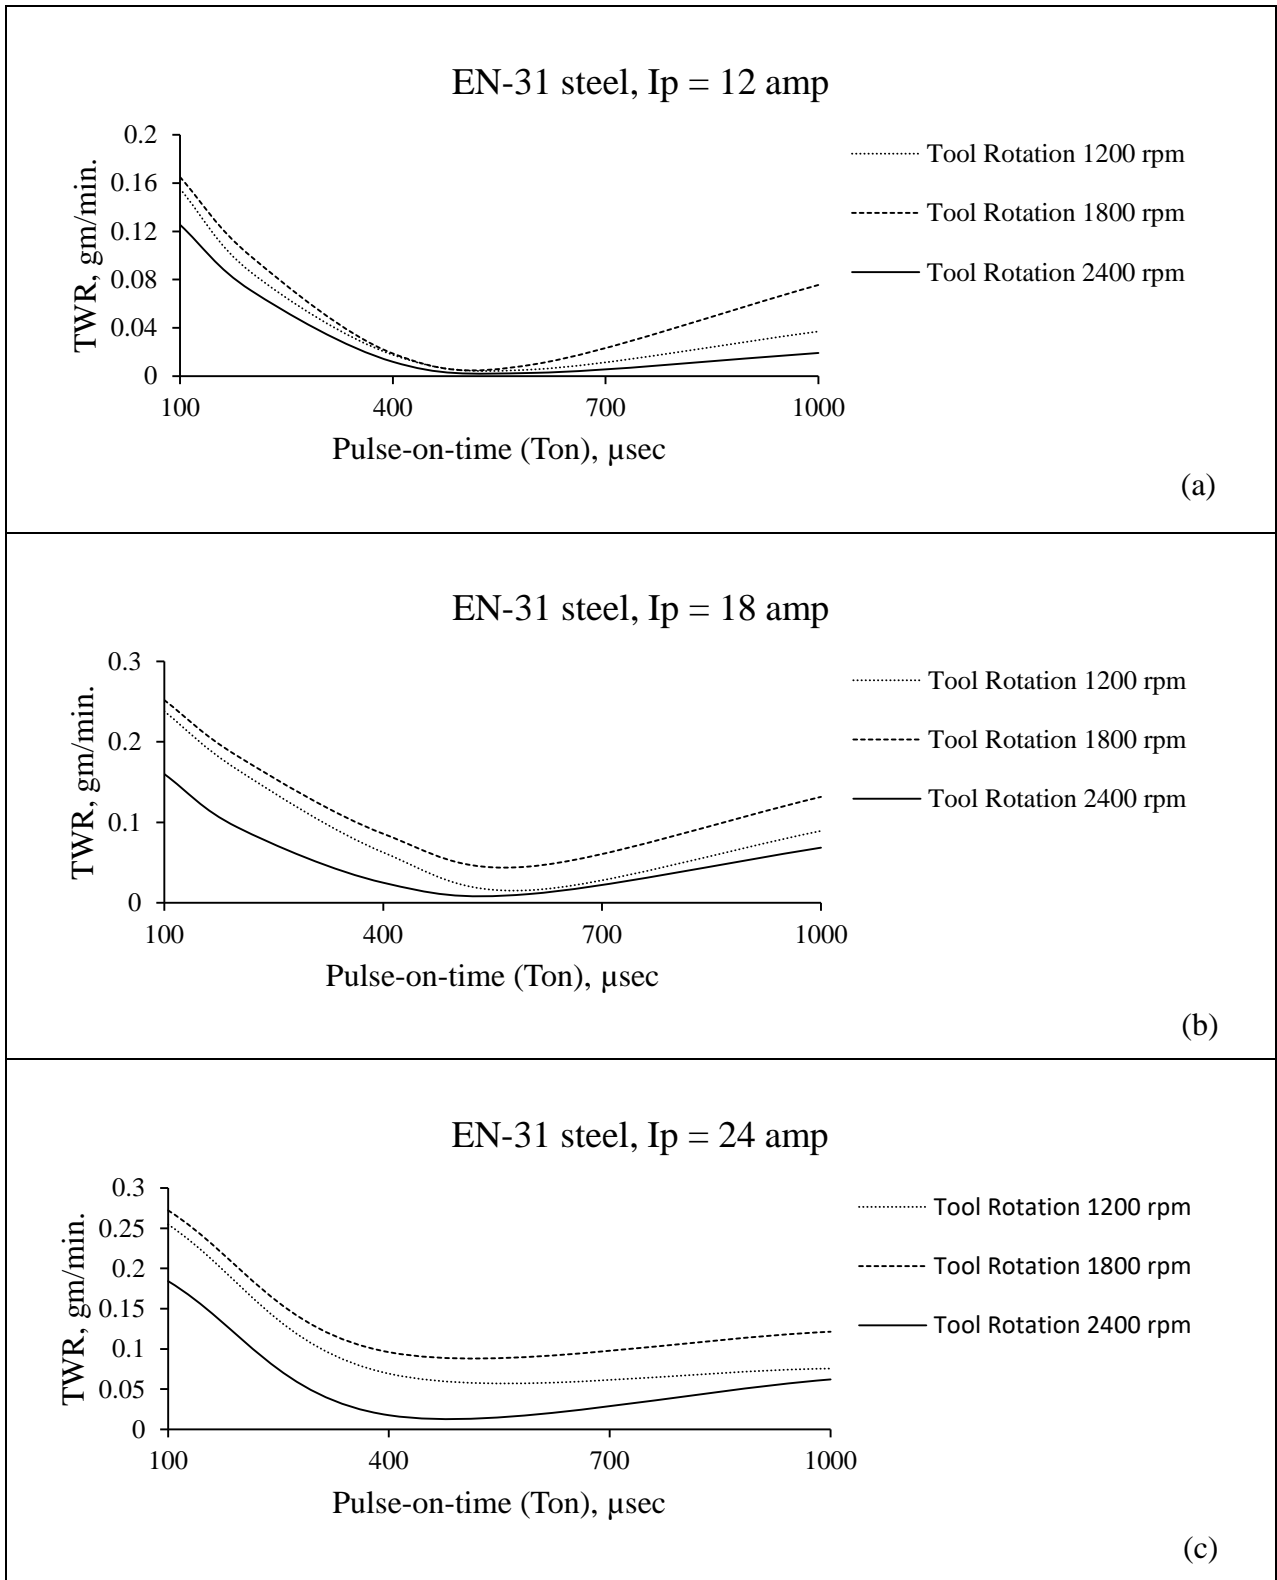 EN-31 steel, Ip = 12 amp
TWR, gm/min.
0.2
0.16
0.12
0.08
0.04
0
100 400 700 1000
Pulse-on-time (Ton), µsec
Tool Rotation 1200 rpm
Tool Rotation 1800 rpm
Tool Rotation 2400 rpm
(a)
EN-31 steel, Ip = 18 amp
TWR, gm/min.
0.3
0.2
0.1
0
100 400 700 1000
Pulse-on-time (Ton), µsec
Tool Rotation 1200 rpm
Tool Rotation 1800 rpm
Tool Rotation 2400 rpm
(b)
EN-31 steel, Ip = 24 amp
TWR, gm/min.
0.3
0.25
0.2
0.15
0.1
0.05
0
100 400 700 1000
Pulse-on-time (Ton), µsec
Tool Rotation 1200 rpm
Tool Rotation 1800 rpm
Tool Rotation 2400 rpm
(c)